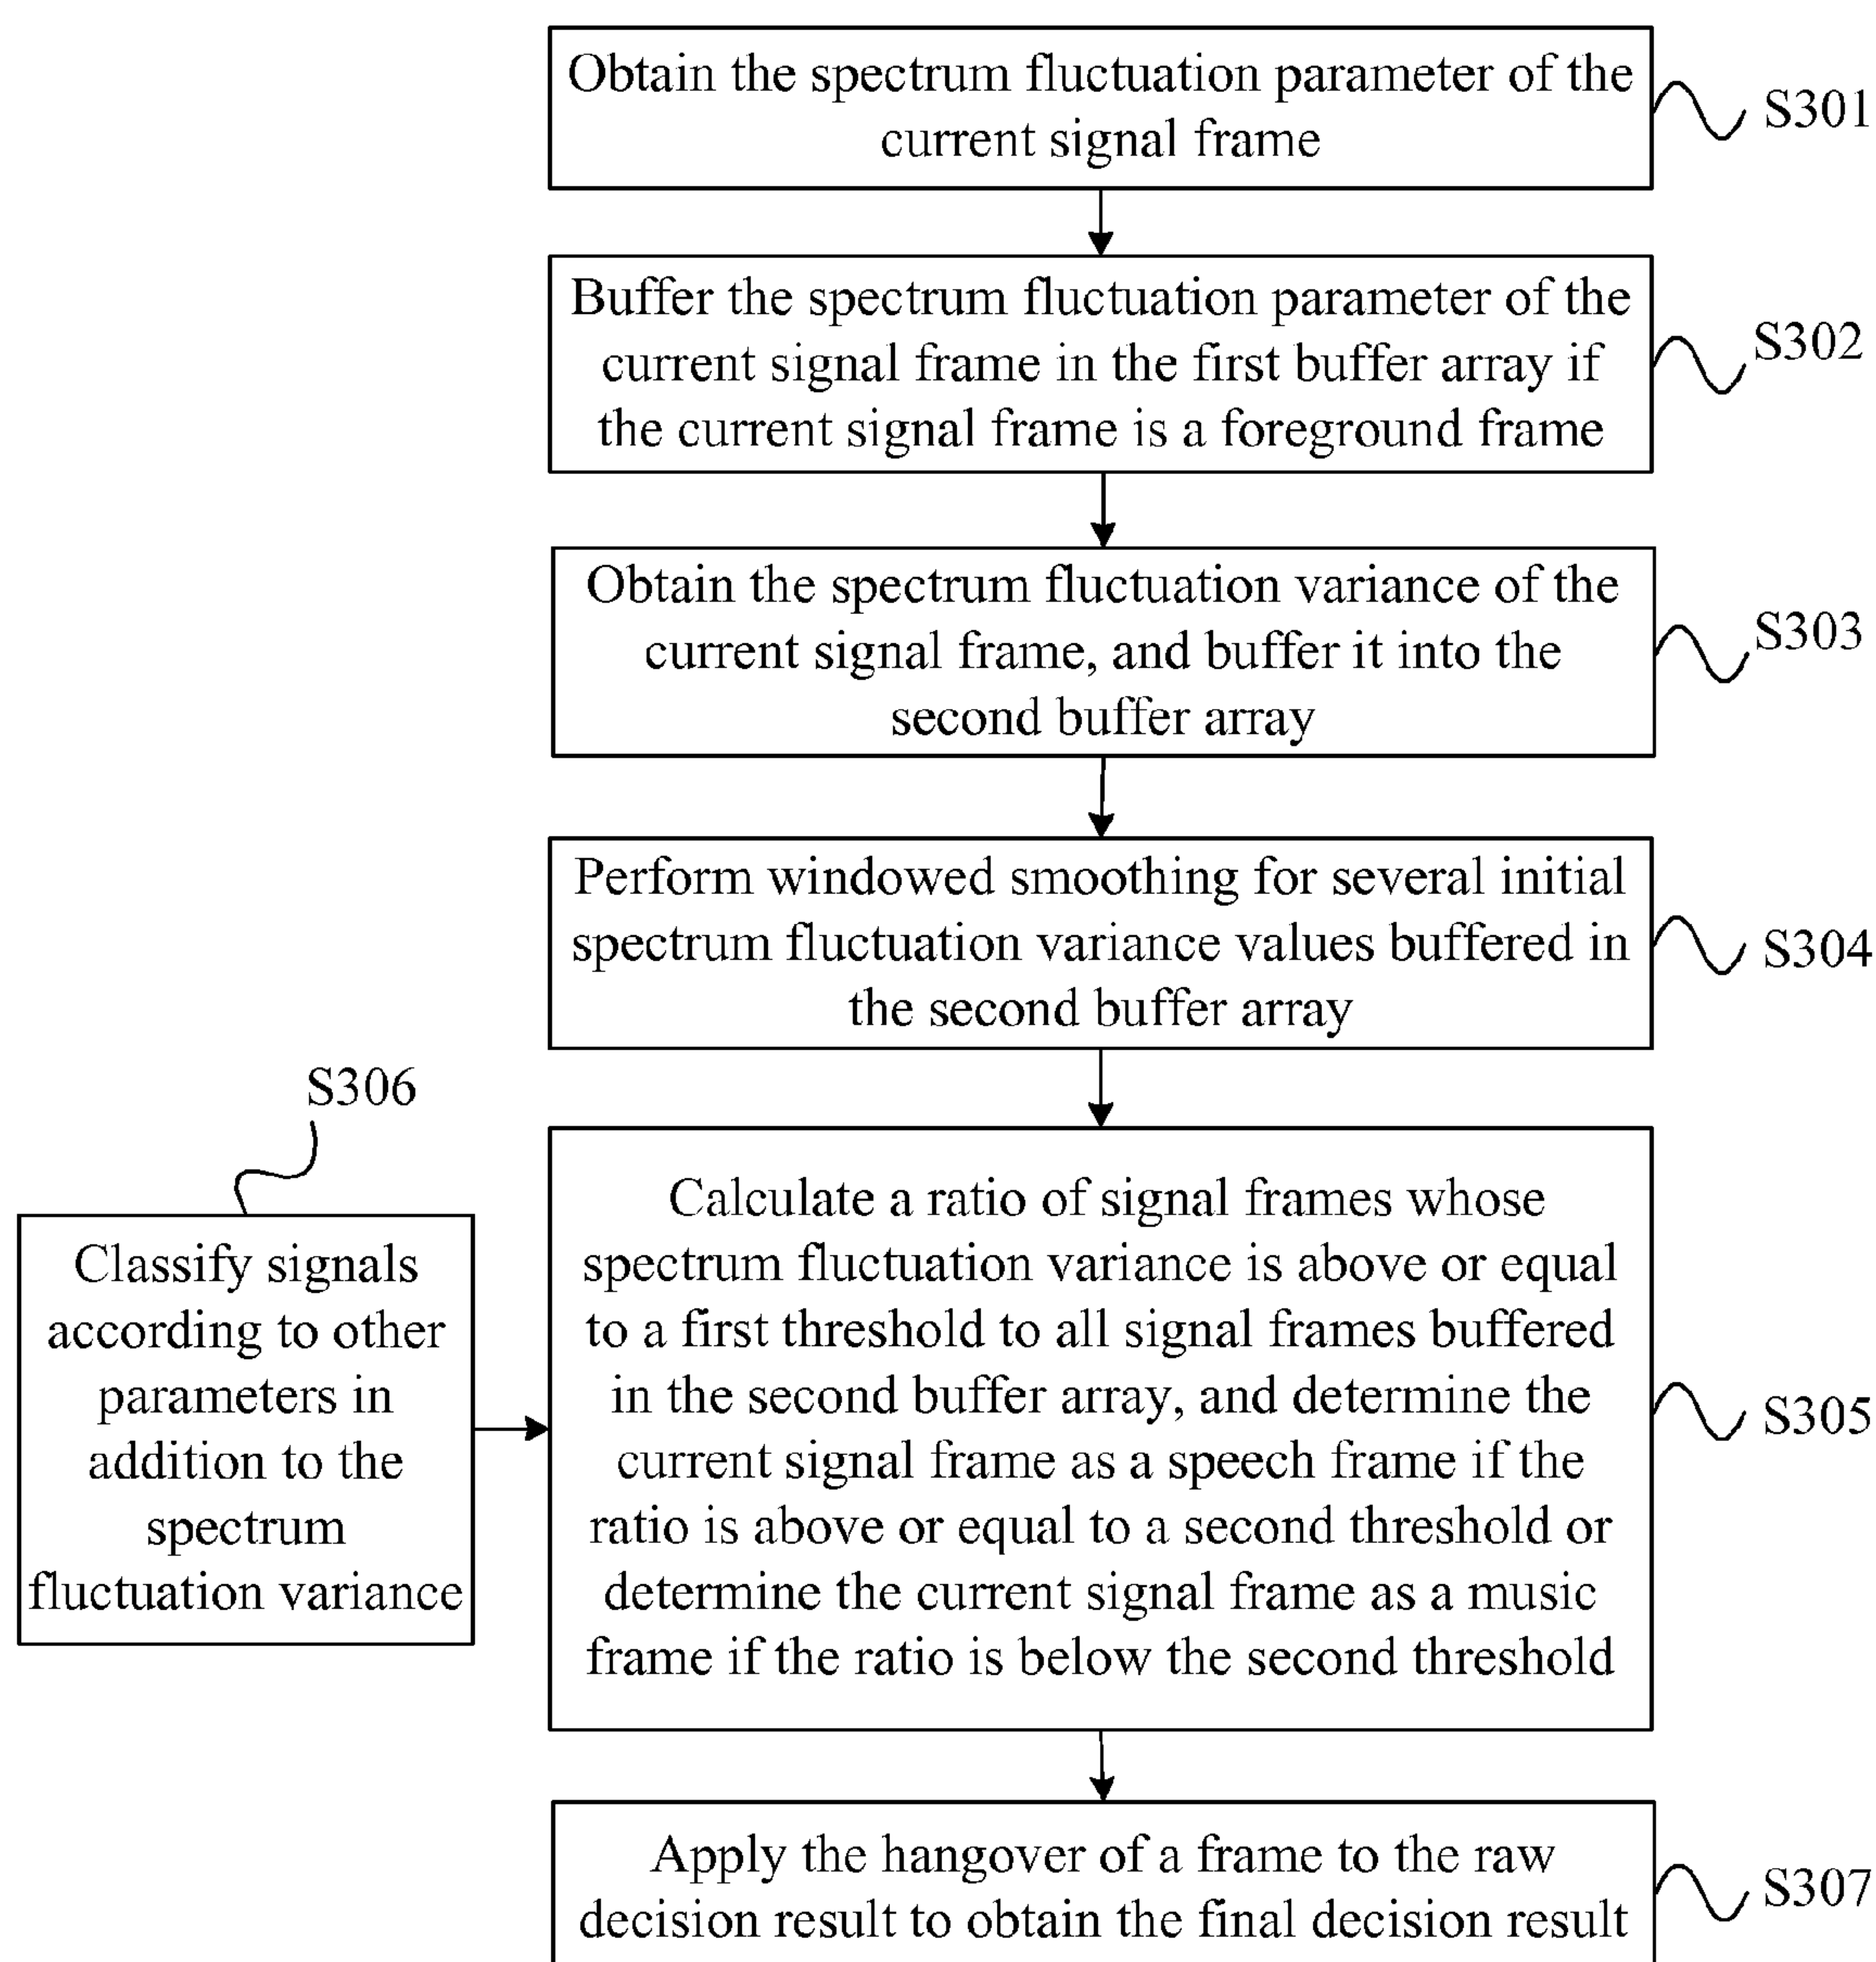 Obtain the spectrum fluctuation parameter of the
current signal frame
S301
Buffer the spectrum fluctuation parameter of the
current signal frame in the first buffer array if
the current signal frame is a foreground frame
S302
Obtain the spectrum fluctuation variance of the
current signal frame, and buffer it into the
second buffer array
S303
Perform windowed smoothing for several initial
spectrum fluctuation variance values buffered in
the second buffer array
S304
S306
Classify signals
according to other
parameters in
addition to the
spectrum
fluctuation variance
Calculate a ratio of signal frames whose
spectrum fluctuation variance is above or equal
to a first threshold to all signal frames buffered
in the second buffer array, and determine the
current signal frame as a speech frame if the
ratio is above or equal to a second threshold or
determine the current signal frame as a music
frame if the ratio is below the second threshold
S305
Apply the hangover of a frame to the raw
decision result to obtain the final decision result
S307